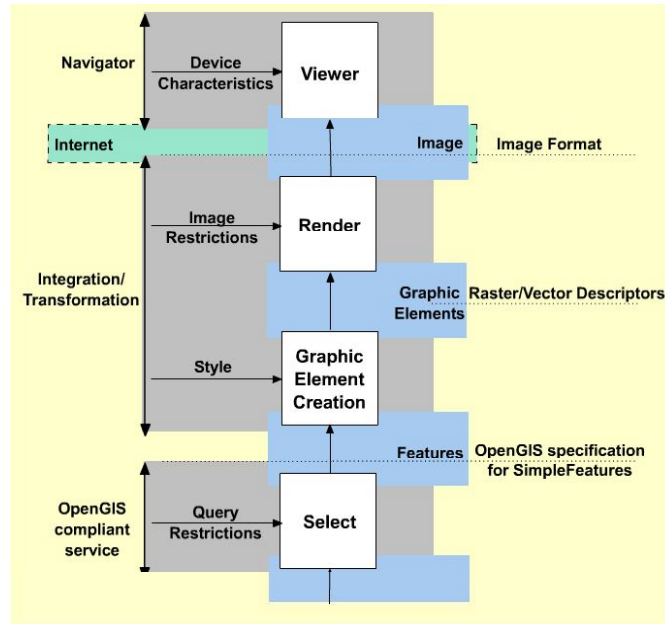 Navigator
Device
Characteristics
Viewer
Internet
Image
Image Format
Image
Restrictions
Render
Integration/
Transformation
Graphic
Elements
Raster/Vector Descriptors
Style
Graphic
Element
Creation
Features
OpenGIS specification
for SimpleFeatures
OpenGIS
compliant
service
Query
Restrictions
Select